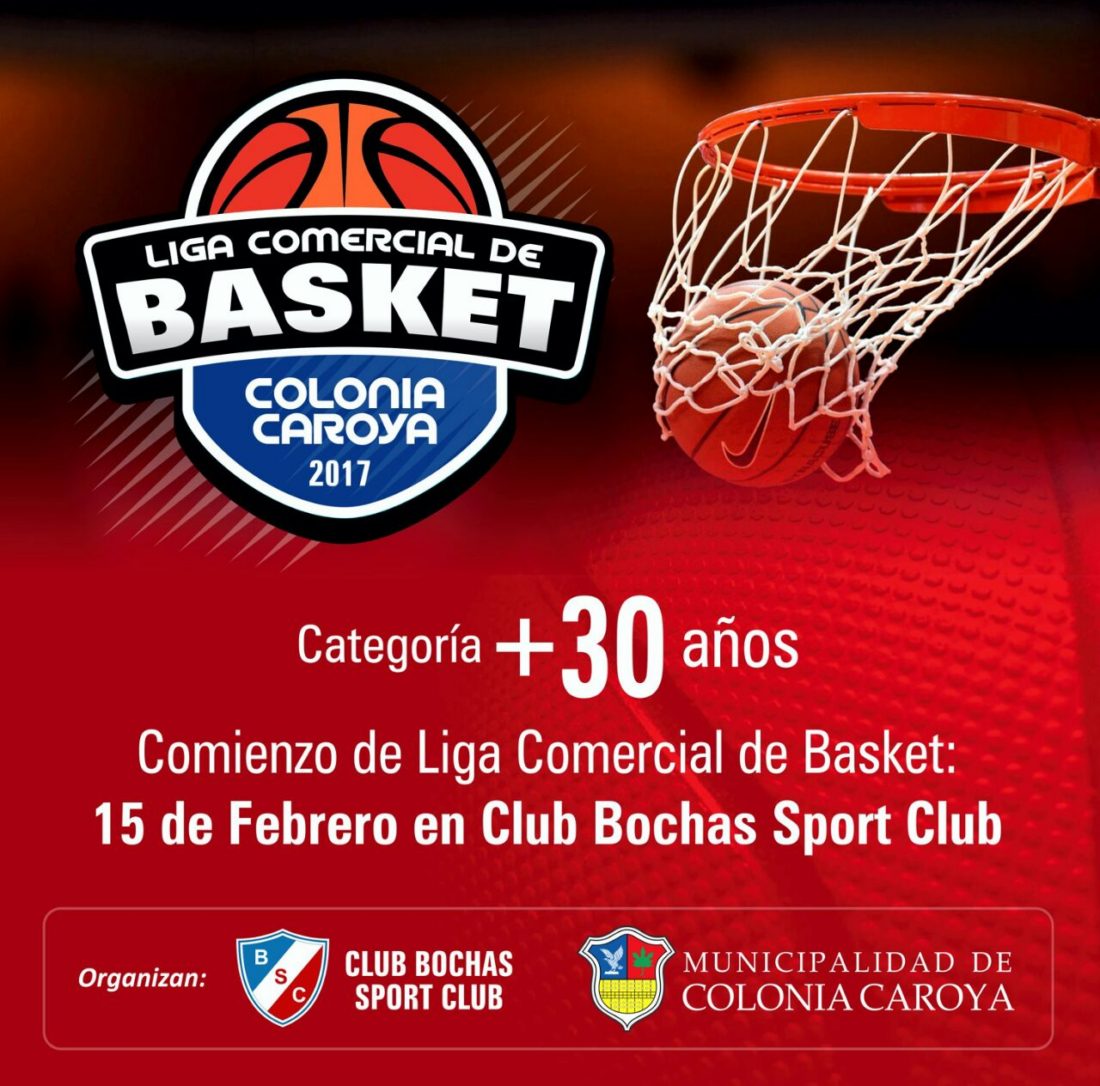 LIGA COMERCIAL DE
BASKET
COLONIA
CAROYA
2017
Categoría +30 años
Comienzo de Liga Comercial de Basket:
15 de Febrero en Club Bochas Sport Club
Organizan:
B
S
C
CLUB BOCHAS
SPORT CLUB
MUNICIPALIDAD DE
COLONIA CAROYA